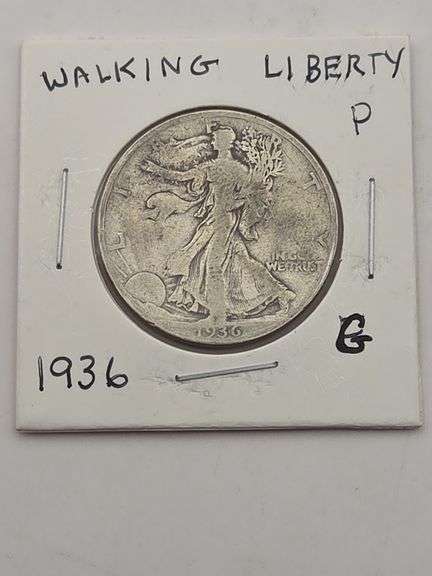 WALKING LIBERTY
P
LIBERTY
IN GOD
WE TRUST
1936
G
1936